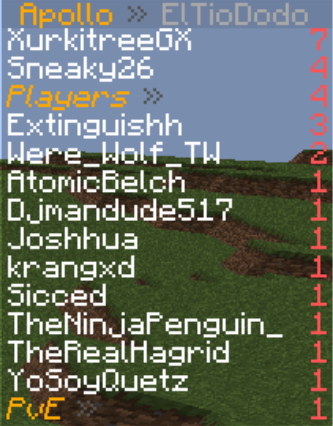 Apollo » ElTioDodo
XurkitreeGX 7
Sneaky26 4
Players » 4
Extinguishh 3
Were_Wolf_TW 2
AtomicBelch 1
Djmandude517 1
Joshhua 1
krangxd 1
Sicced 1
TheNinjaPenguin_ 1
TheRealHagrid 1
YoSoyQuetz 1
PvE » 1